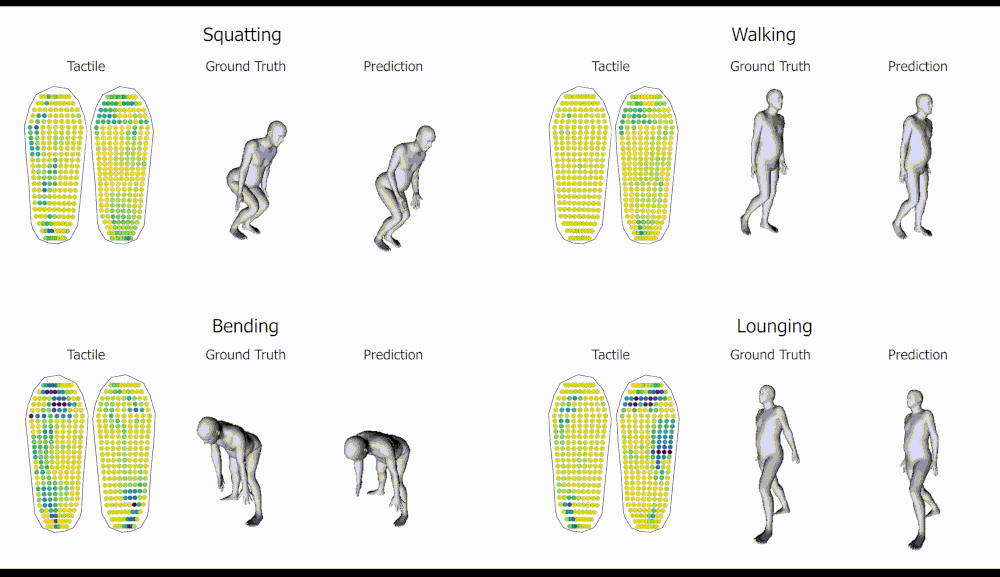 Squatting
Tactile Ground Truth Prediction
Walking
Tactile Ground Truth Prediction
Bending
Tactile Ground Truth Prediction
Lounging
Tactile Ground Truth Prediction